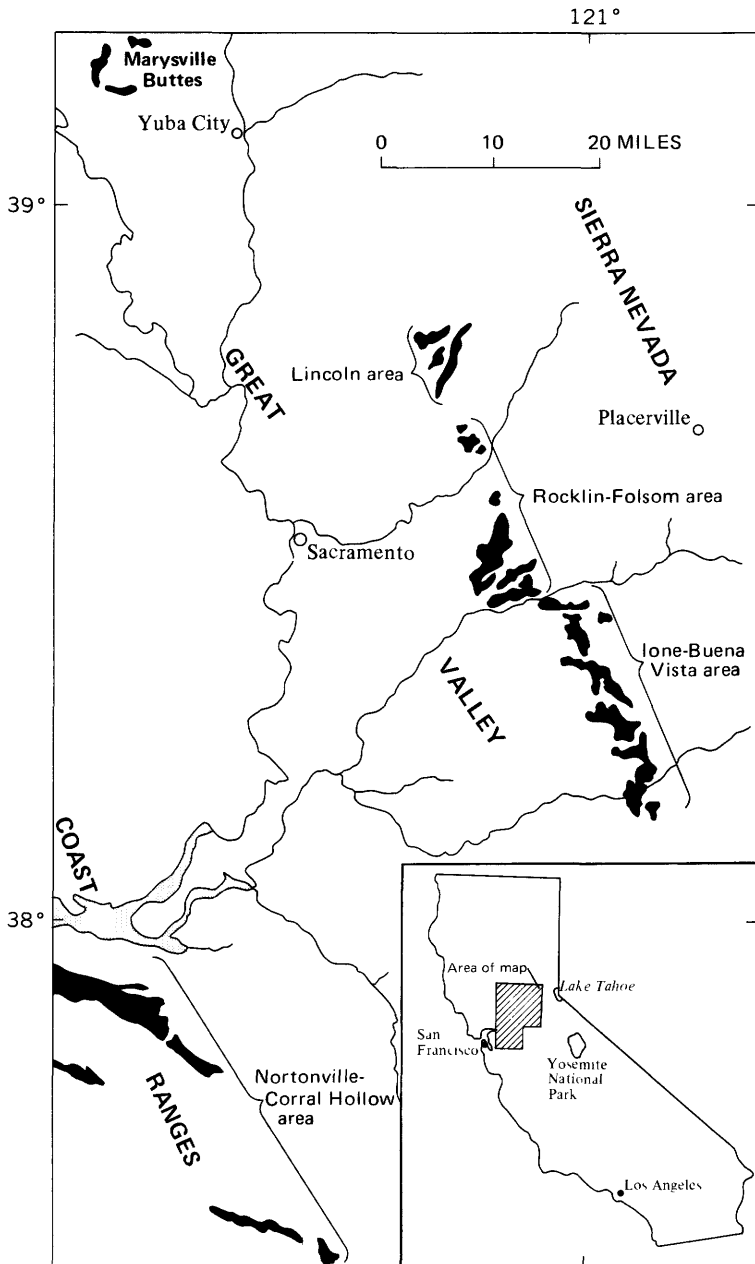 121°
Marysville
Buttes
Yuba City
0 10 20 MILES
39°
SIERRA NEVADA
GREAT
Lincoln area
Placerville
Rocklin-Folsom area
Sacramento
Ione-Buena
Vista area
VALLEY
COAST
38°
Area of map
Lake Tahoe
San
Francisco
Yosemite
National
Park
Nortonville-
Corral Hollow
area
RANGES
Los Angeles